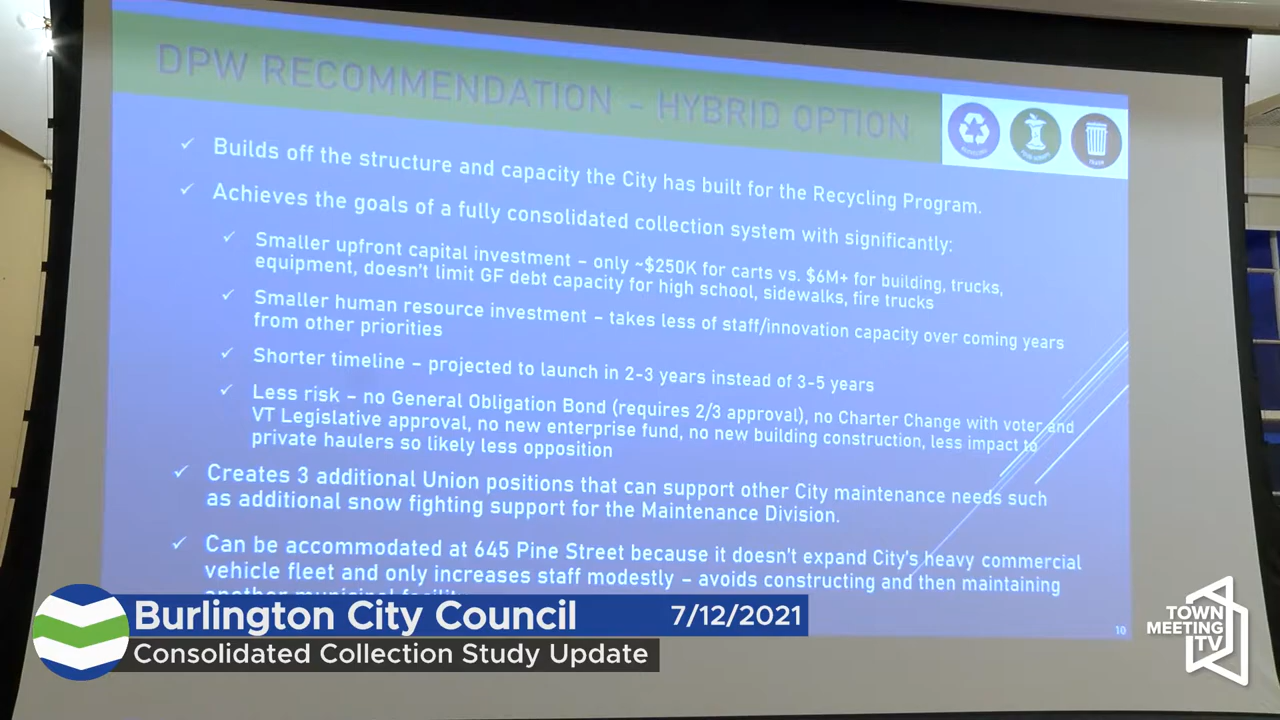 DPW RECOMMENDATION – HYBRID OPTION
✓ Builds off the structure and capacity the City has built for the Recycling Program.
✓ Achieves the goals of a fully consolidated collection system with significantly:
✓ Smaller upfront capital investment – only ~$250K for carts vs. $6M+ for building, trucks,
equipment, doesn't limit GF debt capacity for high school, sidewalks, fire trucks
✓ Smaller human resource investment – takes less of staff/innovation capacity over coming years
from other priorities
✓ Shorter timeline – projected to launch in 2-3 years instead of 3-5 years
✓ Less risk – no General Obligation Bond (requires 2/3 approval), no Charter Change with voter and
VT Legislative approval, no new enterprise fund, no new building construction, less impact to
private haulers so likely less opposition
✓ Creates 3 additional Union positions that can support other City maintenance needs such
as additional snow fighting support for the Maintenance Division.
✓ Can be accommodated at 645 Pine Street because it doesn't expand City's heavy commercial
vehicle fleet and only increases staff modestly – avoids constructing and then maintaining
another municipal
10
Burlington City Council 7/12/2021
Consolidated Collection Study Update
TOWN
MEETING
TV